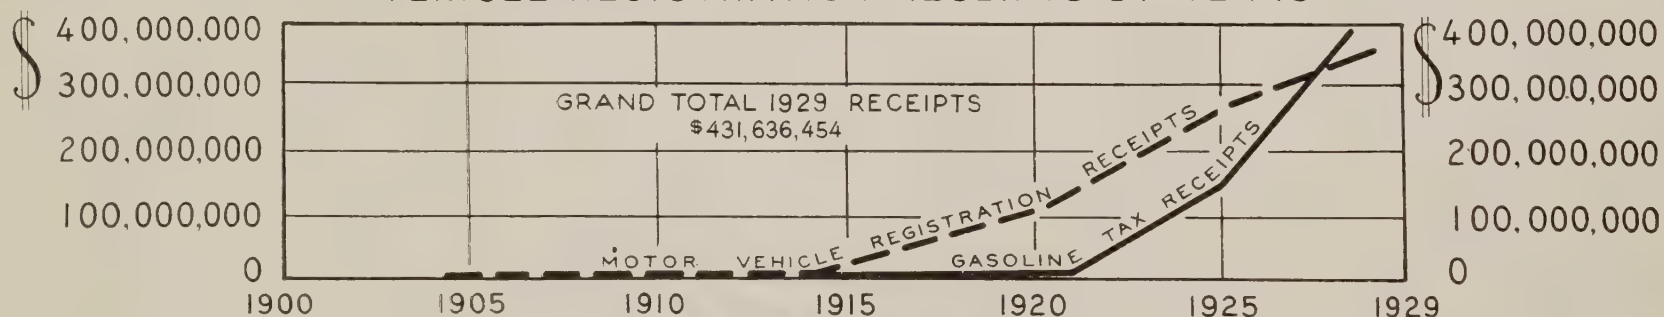 $ 400,000,000
300,000,000
200,000,000
100,000,000
0
GRAND TOTAL 1929 RECEIPTS
$431,636,454
MOTOR VEHICLE REGISTRATION RECEIPTS
GASOLINE TAX RECEIPTS
$ 400,000,000
300,000,000
200,000,000
100,000,000
0
1900 1905 1910 1915 1920 1925 1929